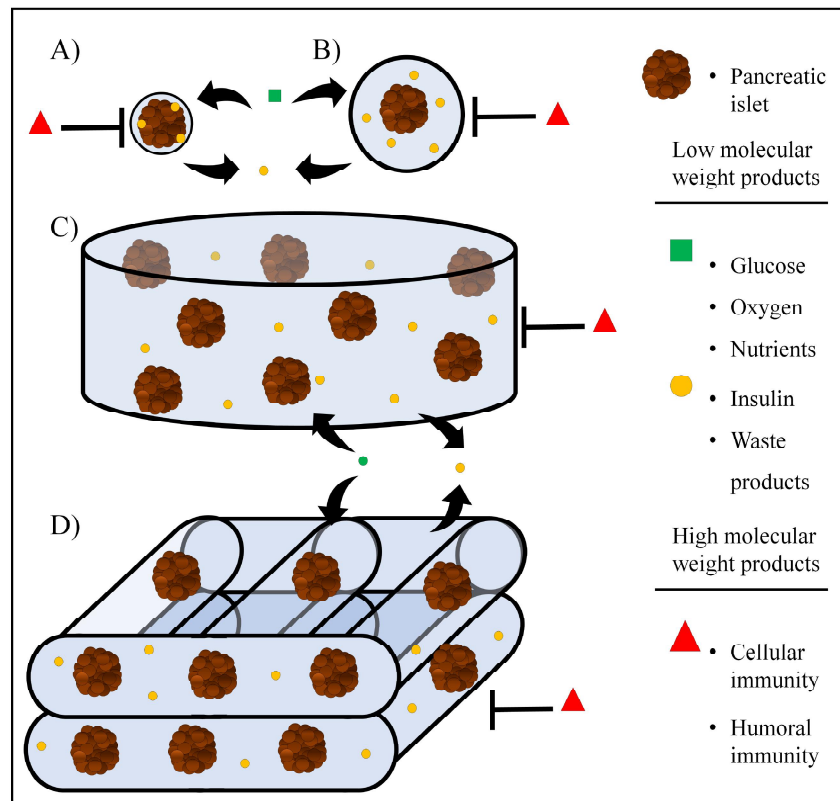 A)
B)
• Pancreatic
islet
Low molecular
weight products
C)
• Glucose
• Oxygen
• Nutrients
• Insulin
• Waste
products
D)
High molecular
weight products
• Cellular
immunity
• Humoral
immunity